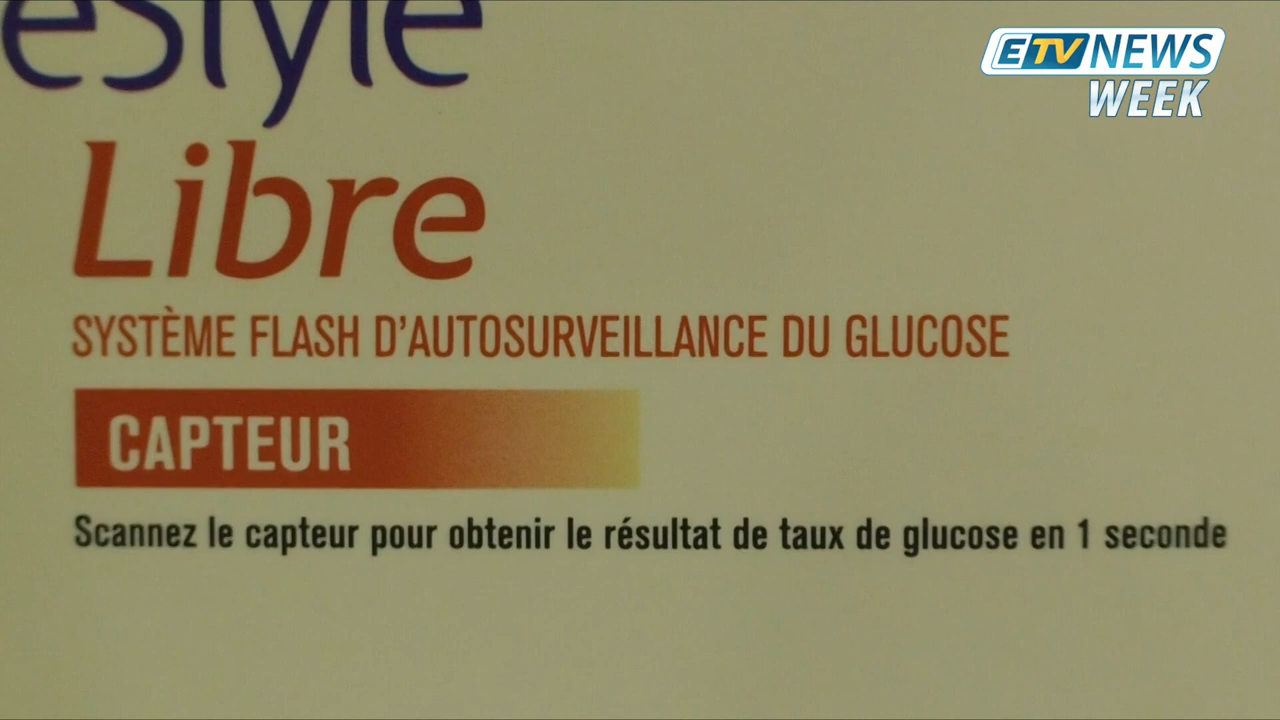 eStyle
Libre
SYSTÈME FLASH D’AUTOSURVEILLANCE DU GLUCOSE
CAPTEUR
Scannez le capteur pour obtenir le résultat de taux de glucose en 1 seconde
ETV NEWS
WEEK